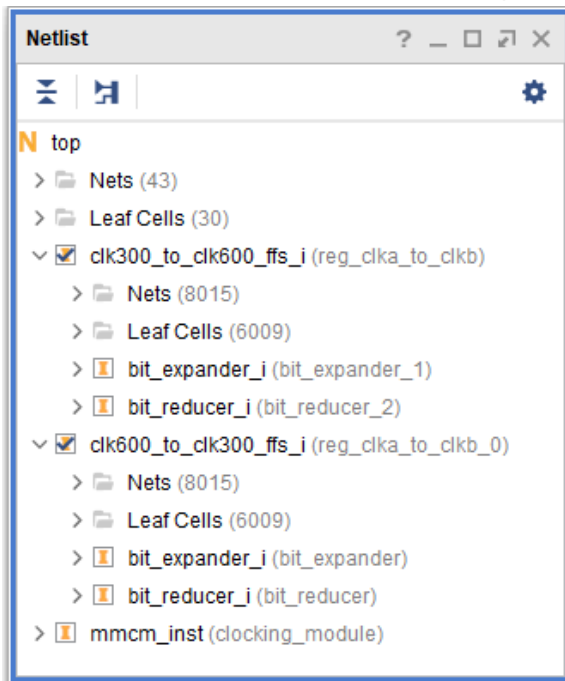 Netlist
N top
Nets (43)
Leaf Cells (30)
clk300_to_clk600_ffs_i (reg_clka_to_clkb)
Nets (8015)
Leaf Cells (6009)
bit_expander_i (bit_expander_1)
bit_reducer_i (bit_reducer_2)
clk600_to_clk300_ffs_i (reg_clka_to_clkb_0)
Nets (8015)
Leaf Cells (6009)
bit_expander_i (bit_expander)
bit_reducer_i (bit_reducer)
mmcm_inst (clocking_module)